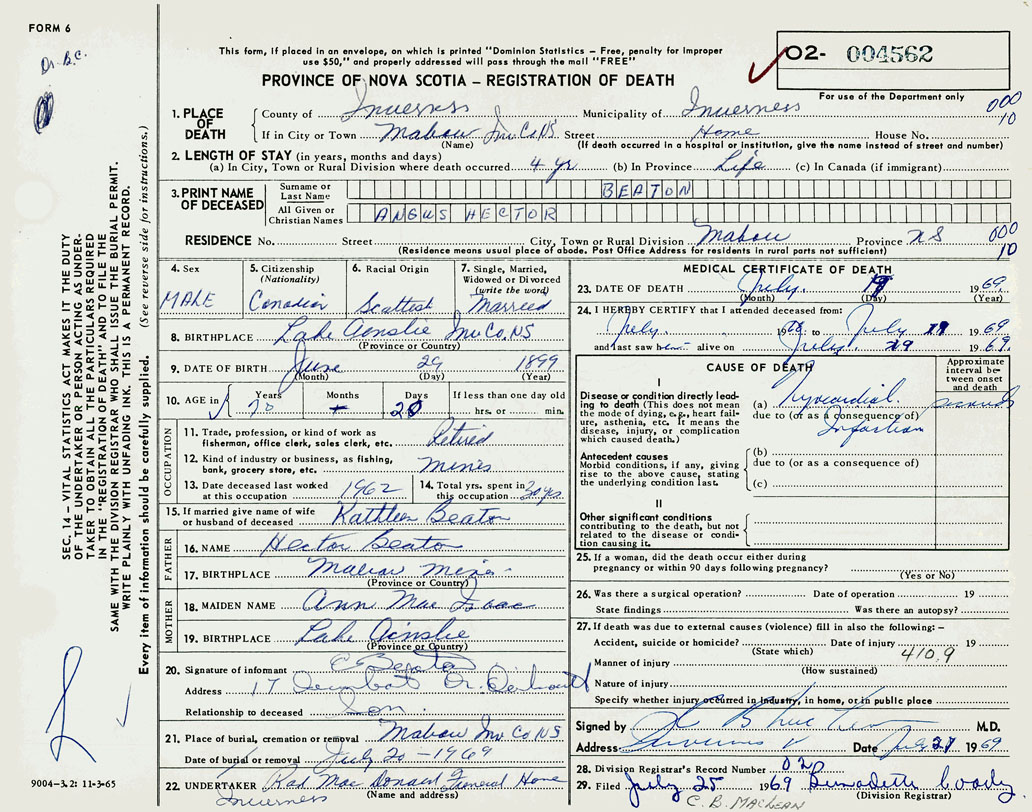 FORM 6
Dr. B.C.
This form, if placed in an envelope, on which is printed "Dominion Statistics – Free, penalty for improper
use $50," and properly addressed will pass through the mail "FREE"
PROVINCE OF NOVA SCOTIA – REGISTRATION OF DEATH
02- 004562
For use of the Department only
000
10
1. PLACE OF DEATH
County of Inverness Municipality of Inverness
If in City or Town Mabou Inv. Co. NS Street Home House No.
(Name) (If death occurred in a hospital or institution, give the name instead of street and number)
2. LENGTH OF STAY (in years, months and days)
(a) In City, Town or Rural Division where death occurred 4 yr (b) In Province Life (c) In Canada (if immigrant)
3. PRINT NAME OF DECEASED
Surname or Last Name BEATON
All Given or Christian Names ANGUS HECTOR
RESIDENCE No. Street City, Town or Rural Division Mabou Province NS 000
10
(Residence means usual place of abode. Post Office Address for residents in rural parts not sufficient)
4. Sex
MALE
5. Citizenship (Nationality)
Canadian
6. Racial Origin
Scottish
7. Single, Married, Widowed or Divorced (write the word)
Married
8. BIRTHPLACE Lake Ainslie Inv Co, NS
(Province or Country)
9. DATE OF BIRTH June 29 1899
(Month) (Day) (Year)
10. AGE in Years Months Days If less than one day old
70 20 hrs. or min.
OCCUPATION
11. Trade, profession, or kind of work as fisherman, office clerk, sales clerk, etc. Retired
12. Kind of industry or business, as fishing, bank, grocery store, etc. Mines
13. Date deceased last worked at this occupation 1962
14. Total yrs. spent in this occupation 30 yrs
15. If married give name of wife or husband of deceased Kathleen Beaton
FATHER
16. NAME Hector Beaton
17. BIRTHPLACE Mabou Mines
(Province or Country)
MOTHER
18. MAIDEN NAME Ann Mac Isaac
19. BIRTHPLACE Lake Ainslie
(Province or Country)
20. Signature of informant Beaton
Address 17 Dr.
Relationship to deceased Son
21. Place of burial, cremation or removal Mabou Inv Co NS
Date of burial or removal July 20 – 1969
22. UNDERTAKER Rod Mac Donald Funeral Home
Inverness (Name and address)
MEDICAL CERTIFICATE OF DEATH
23. DATE OF DEATH July 19 1969
(Month) (Day) (Year)
24. I HEREBY CERTIFY that I attended deceased from:
July 19 to July 19 1969
and last saw alive on July 19 1969.
CAUSE OF DEATH
Approximate interval between onset and death
I
Disease or condition directly leading to death (This does not mean the mode of dying, e.g., heart failure, asthenia, etc. It means the disease, injury, or complication which caused death.)
(a) Myocardial seconds
due to (or as a consequence of)
Infarction
Antecedent causes
Morbid conditions, if any, giving rise to the above cause, stating the underlying condition last.
(b)
due to (or as a consequence of)
(c)
II
Other significant conditions contributing to the death, but not related to the disease or condition causing it.
25. If a woman, did the death occur either during
pregnancy or within 90 days following pregnancy?
(Yes or No)
26. Was there a surgical operation? Date of operation 19
State findings Was there an autopsy?
27. If death was due to external causes (violence) fill in also the following: –
Accident, suicide or homicide? Date of injury 19
(State which) 410.9
Manner of injury
(How sustained)
Nature of injury
Specify whether injury occurred in industry, in home, or in public place
Signed by M.D.
Address Inverness Date July 21 1969
28. Division Registrar's Record Number 020
29. Filed July 25 1969 Bernadette
(Division Registrar)
C. B. MACLEAN
SEC. 14 – VITAL STATISTICS ACT MAKES IT THE DUTY
OF THE UNDERTAKER OR PERSON ACTING AS UNDER-
TAKER TO OBTAIN ALL THE PARTICULARS REQUIRED
IN THE "REGISTRATION OF DEATH" AND TO FILE THE
SAME WITH THE DIVISION REGISTRAR WHO SHALL ISSUE THE BURIAL PERMIT.
WRITE PLAINLY WITH UNFADING INK. THIS IS A PERMANENT RECORD.
Every item of information should be carefully supplied. (See reverse side for instructions.)
9004–3.2: 11-3-65